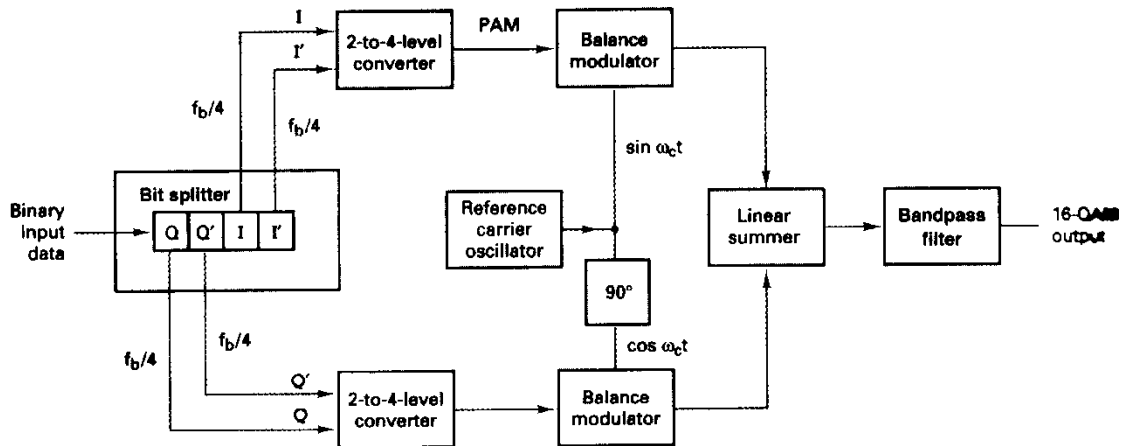 I
I'
2-to-4-level
converter
PAM
Balance
modulator
f_b/4
f_b/4
sin ω_ct
Bit splitter
Binary
input
data
Q Q' I I'
Reference
carrier
oscillator
Linear
summer
Bandpass
filter
16-QAM
output
90°
f_b/4
f_b/4
cos ω_ct
Q'
Q
2-to-4-level
converter
Balance
modulator